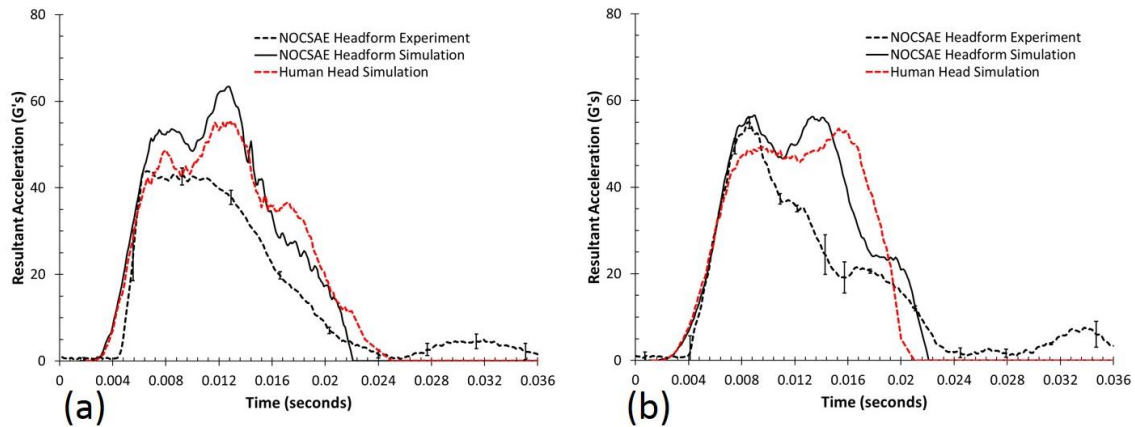 80
60
40
20
0
Resultant Acceleration (G's)
NOCSAE Headform Experiment
NOCSAE Headform Simulation
Human Head Simulation
0 0.004 0.008 0.012 0.016 0.02 0.024 0.028 0.032 0.036
Time (seconds)
(a)
80
60
40
20
0
Resultant Acceleration (G's)
NOCSAE Headform Experiment
NOCSAE Headform Simulation
Human Head Simulation
0 0.004 0.008 0.012 0.016 0.02 0.024 0.028 0.032 0.036
Time (seconds)
(b)